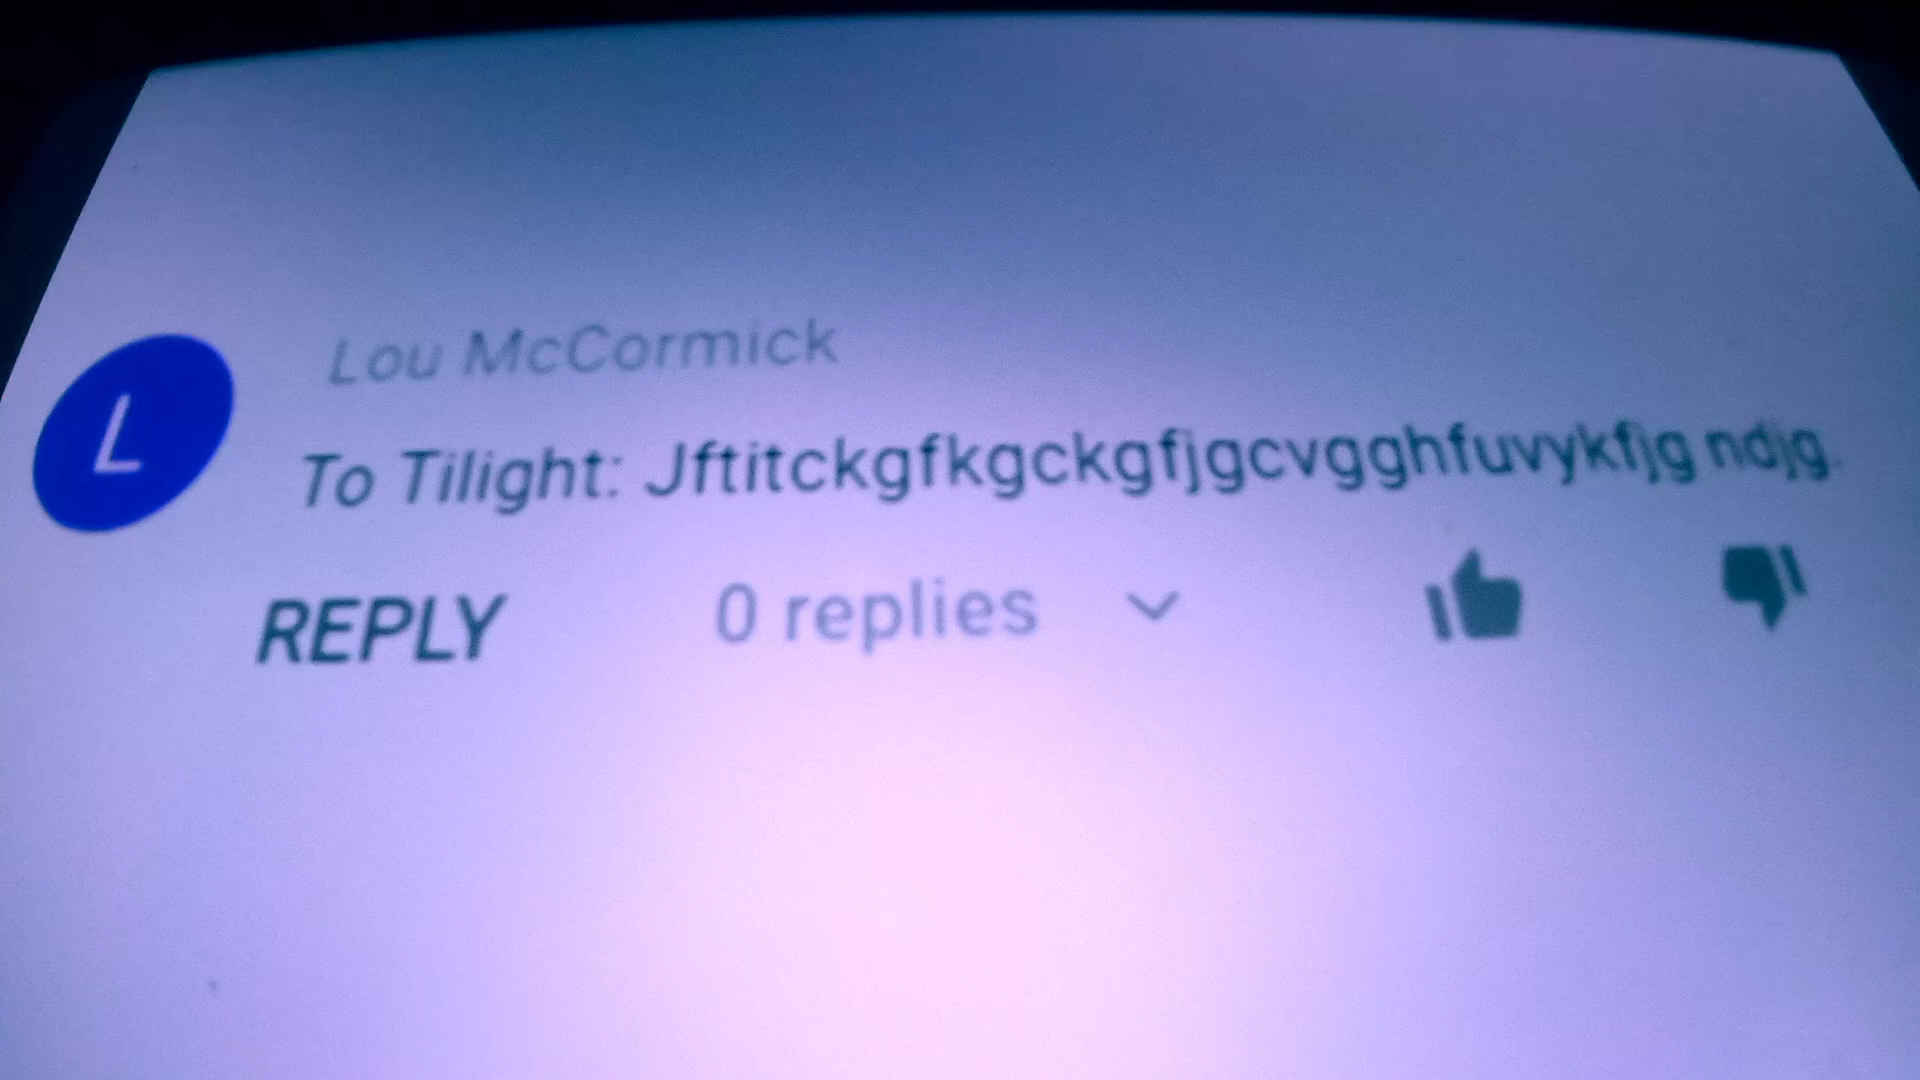 Lou McCormick
L
To Tilight: Jftitckgfkgckgfjgcvgghfuvykfjg ndjg.
REPLY 0 replies